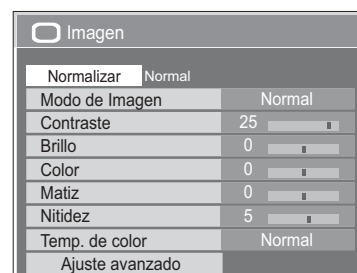 Imagen
Normalizar Normal
Modo de Imagen Normal
Contraste 25
Brillo 0
Color 0
Matiz 0
Nitidez 5
Temp. de color Normal
Ajuste avanzado